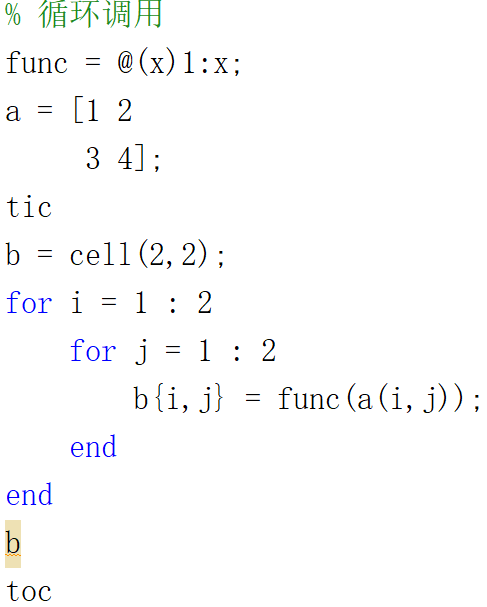 % 循环调用
func = @(x)1:x;
a = [1 2
     3 4];
tic
b = cell(2,2);
for i = 1 : 2
    for j = 1 : 2
        b{i,j} = func(a(i,j));
    end
end
b
toc